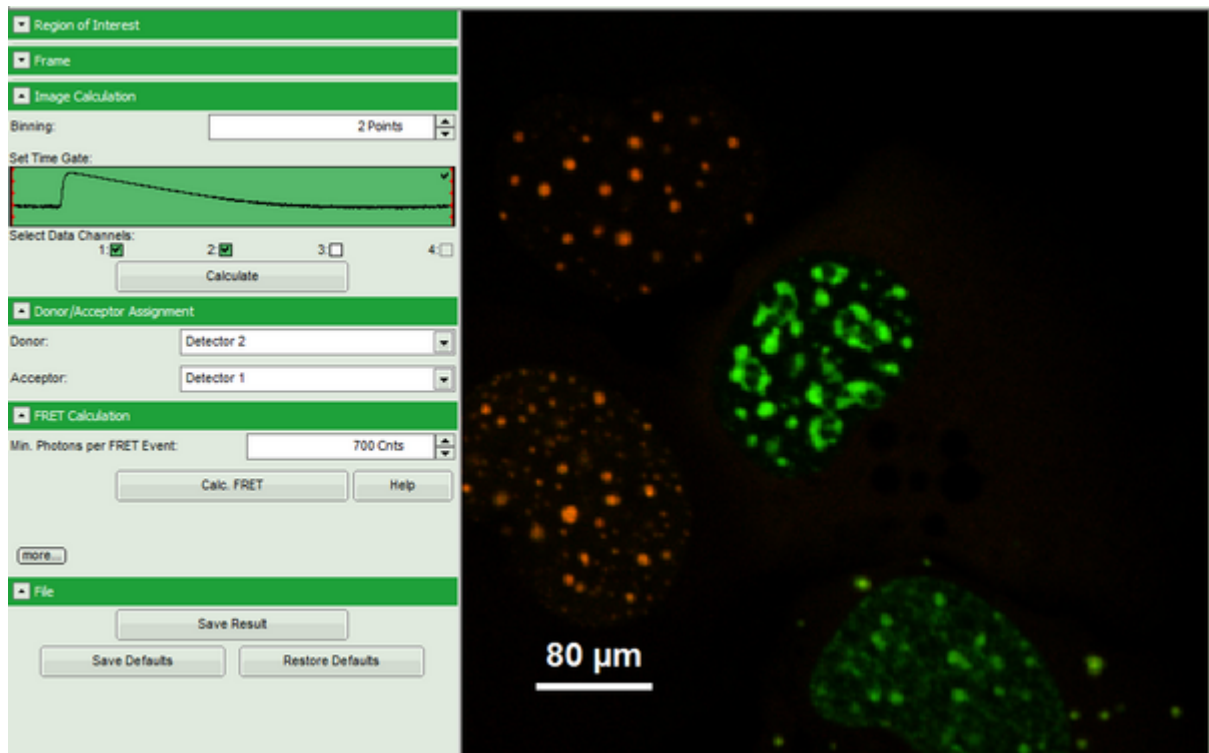 Region of Interest
Frame
Image Calculation
Binning: 2 Points
Set Time Gate:
Select Data Channels:
1: 2: 3: 4:
Calculate
Donor/Acceptor Assignment
Donor: Detector 2
Acceptor: Detector 1
FRET Calculation
Min. Photons per FRET Event: 700 Cnts
Calc. FRET Help
more...
File
Save Result
Save Defaults Restore Defaults
80 µm